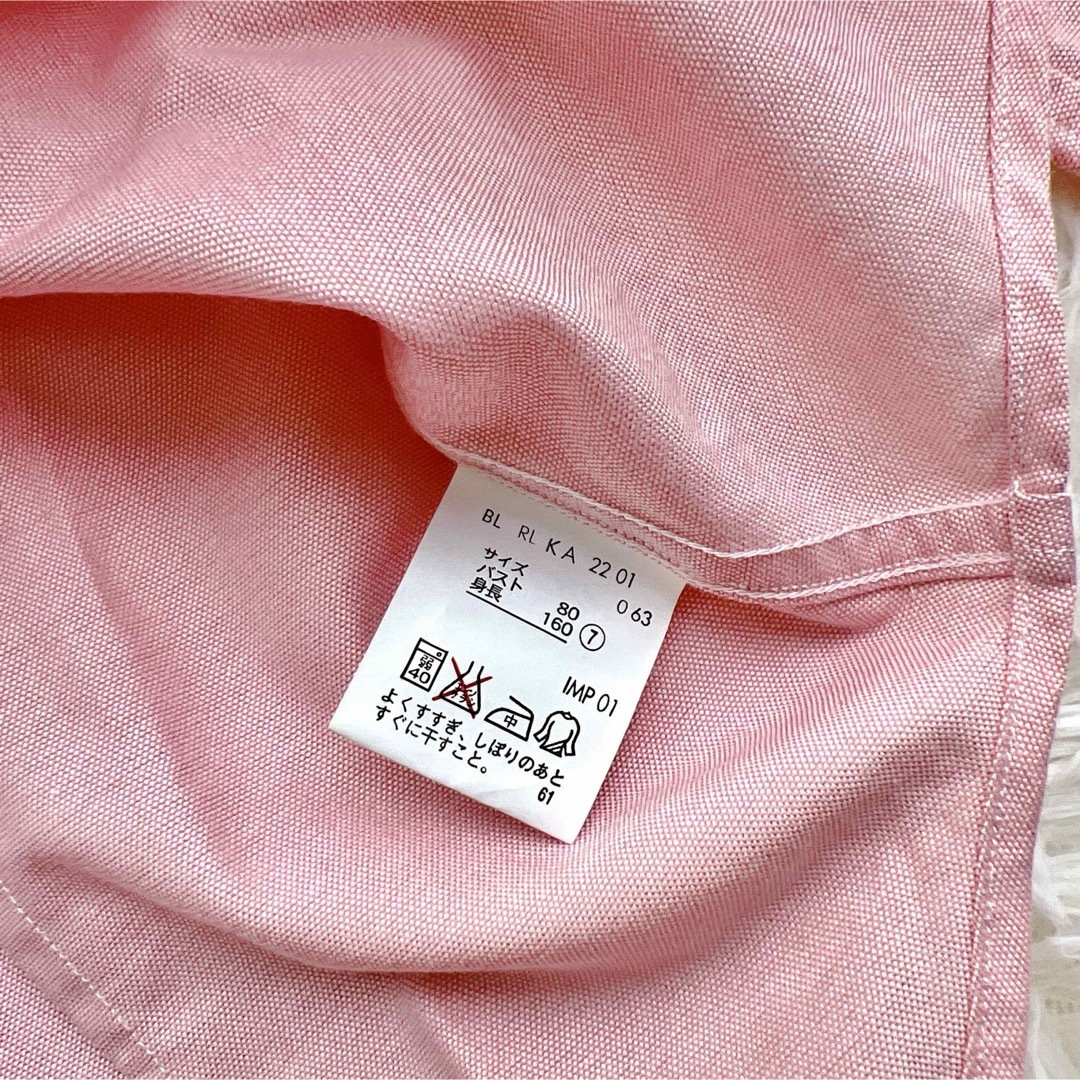 BL RL KA 22 01 0 63
サイズ
バスト 80
身長 160 ⑦
IMP 01
弱
40
中
よくすすぎ、しぼりのあと
すぐに干すこと。
61